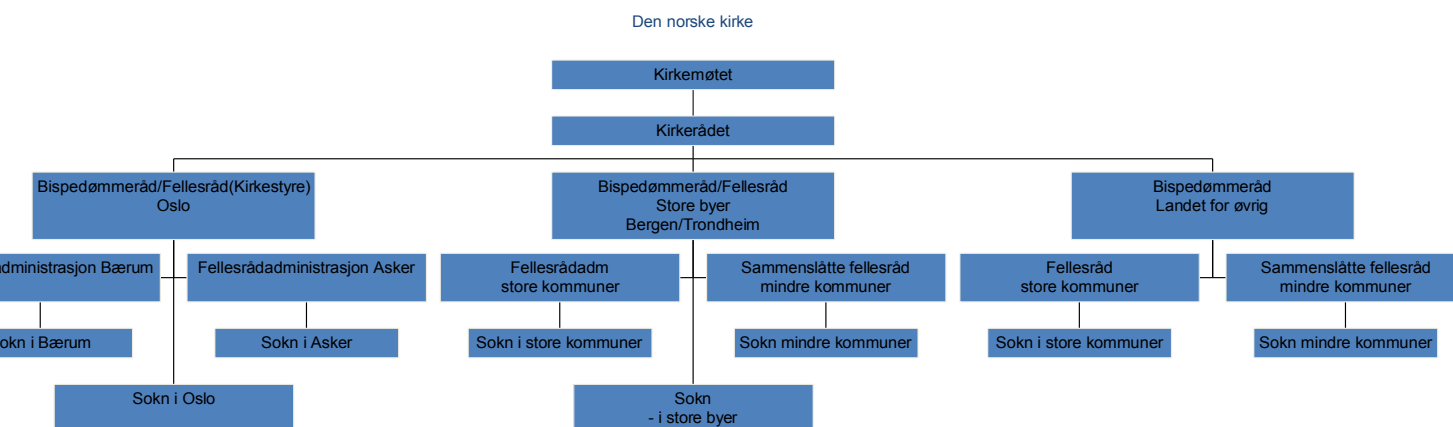 Den norske kirke
Kirkemøtet
Kirkerådet
Bispedømmeråd/Fellesråd(Kirkestyre)
Oslo
Bispedømmeråd/Fellesråd
Store byer
Bergen/Trondheim
Bispedømmeråd
Landet for øvrig
Bærum
Fellesrådadministrasjon Asker
Fellesrådadm
store kommuner
Sammenslåtte fellesråd
mindre kommuner
Fellesråd
store kommuner
Sammenslåtte fellesråd
mindre kommuner
i Bærum
Sokn i Asker
Sokn i store kommuner
Sokn mindre kommuner
Sokn i store kommuner
Sokn mindre kommuner
Sokn i Oslo
Sokn
- i store byer